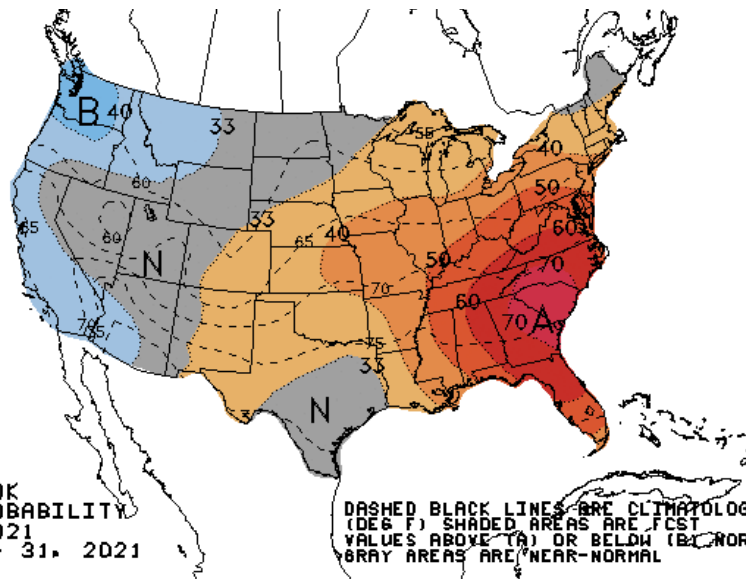 B 40
33
60
33
N
65
60
70
75
55
65
40
70
50
60
75
33
N
40
50
60
70
70 A
OK
OBABILITY
021
31, 2021
DASHED BLACK LINES ARE CLIMATOLOG
(DEG F) SHADED AREAS ARE FCST
VALUES ABOVE (A) OR BELOW (B) NOR
GRAY AREAS ARE NEAR-NORMAL